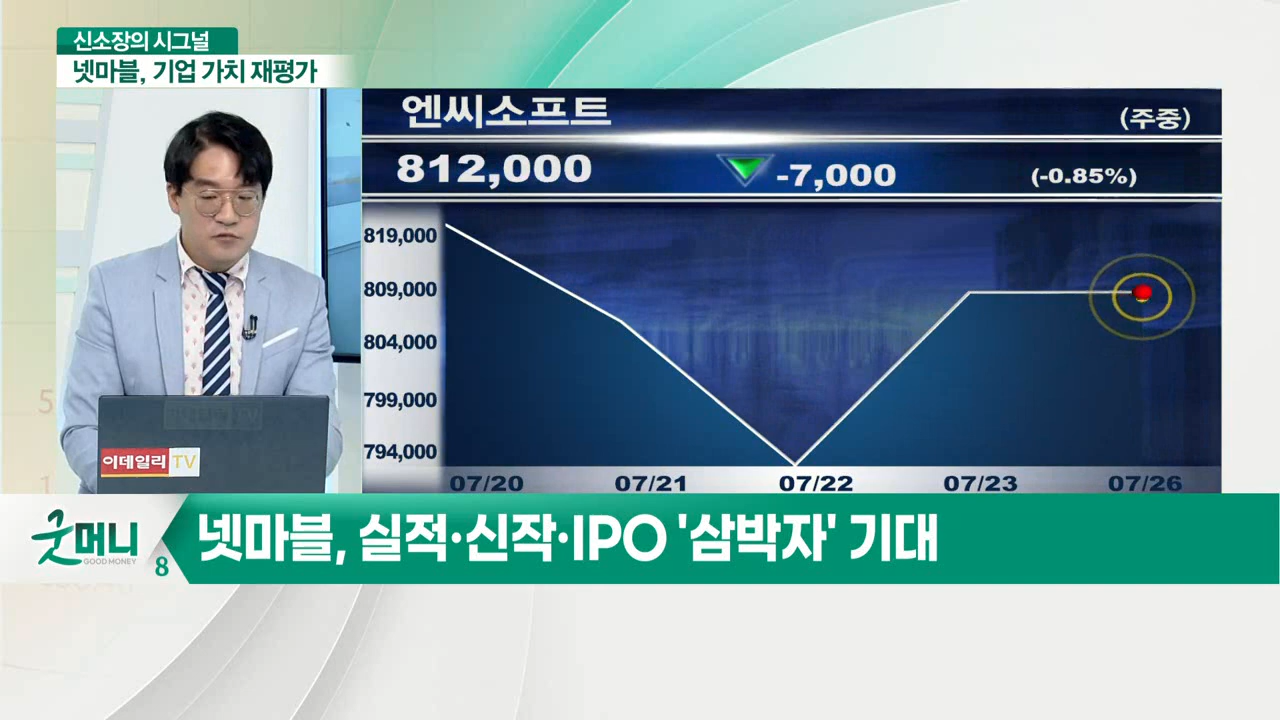 신소장의 시그널
넷마블, 기업 가치 재평가
엔씨소프트
(주중)
812,000
-7,000
(-0.85%)
819,000
809,000
804,000
799,000
794,000
07/20
07/21
07/22
07/23
07/26
이데일리 TV
굿머니
GOOD MONEY
8
넷마블, 실적·신작·IPO '삼박자' 기대
5
1